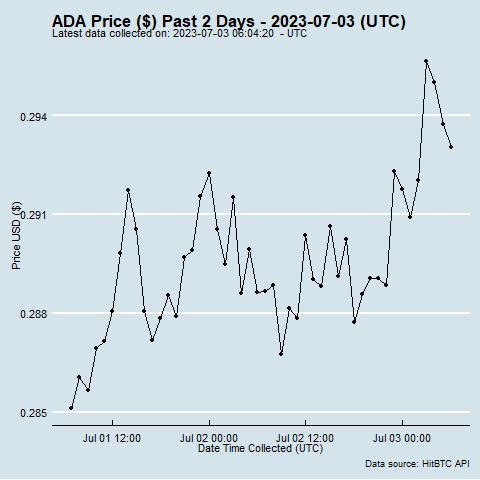 ADA Price ($) Past 2 Days - 2023-07-03 (UTC)
Latest data collected on: 2023-07-03 06:04:20 - UTC
0.294
0.291
0.288
0.285
Price USD ($)
Jul 01 12:00 Jul 02 00:00 Jul 02 12:00 Jul 03 00:00
Date Time Collected (UTC)
Data source: HitBTC API